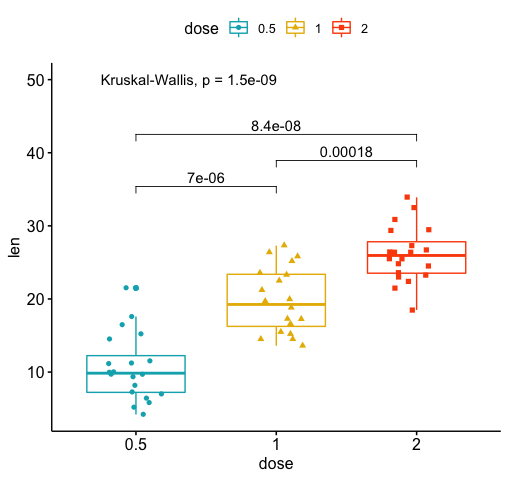 dose 0.5 1 2
50
Kruskal-Wallis, p = 1.5e-09
8.4e-08
40
0.00018
7e-06
30
len
20
10
0.5 1 2
dose